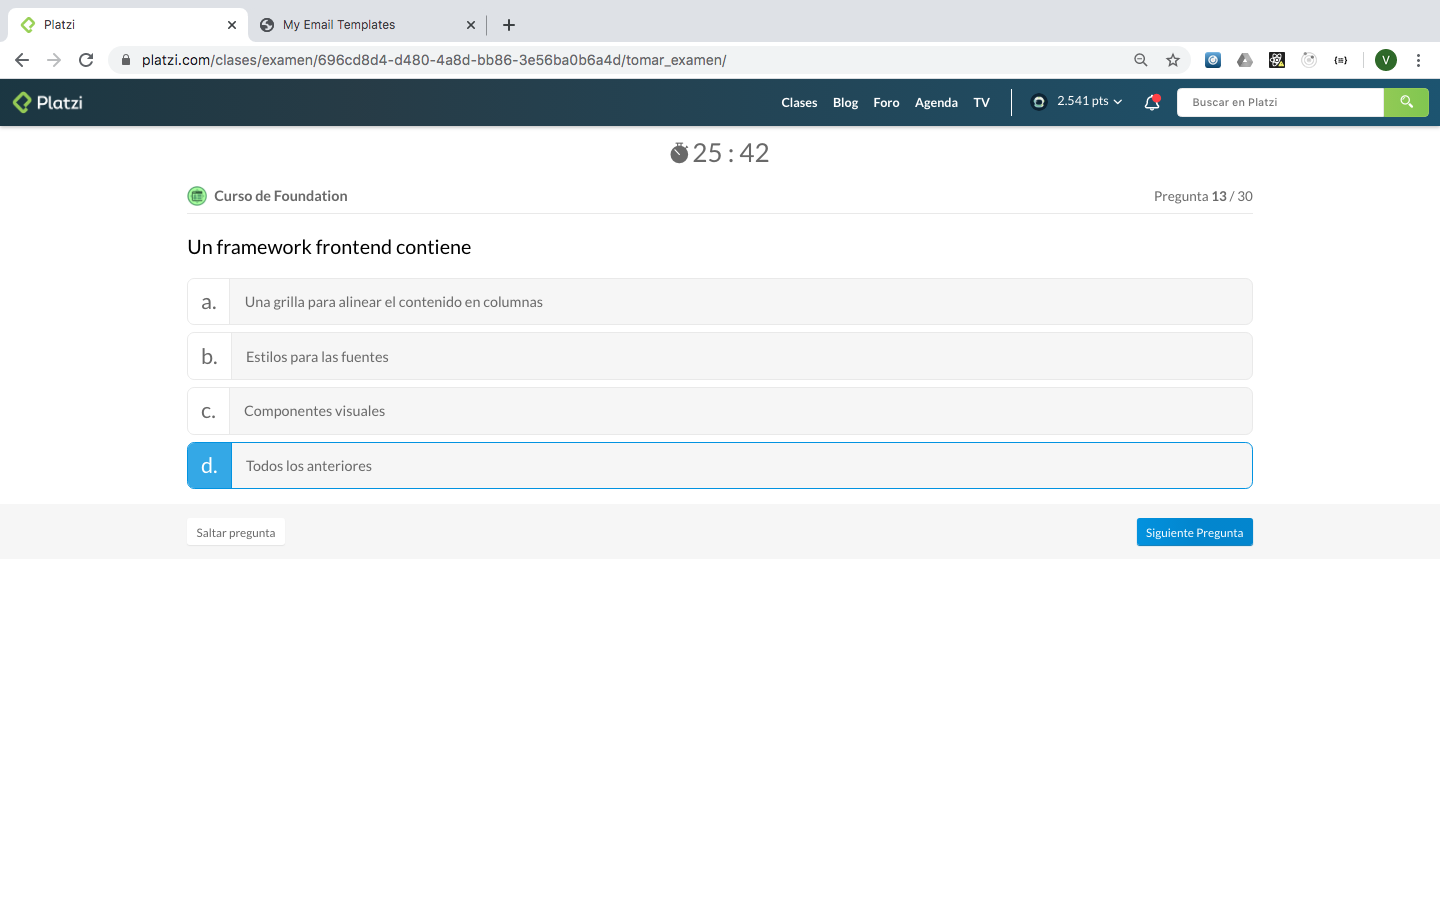 Platzi
My Email Templates
platzi.com/clases/examen/696cd8d4-d480-4a8d-bb86-3e56ba0b6a4d/tomar_examen/
V
Platzi
Clases Blog Foro Agenda TV 2.541 pts Buscar en Platzi
25 : 42
Curso de Foundation Pregunta 13 / 30
Un framework frontend contiene
a. Una grilla para alinear el contenido en columnas
b. Estilos para las fuentes
c. Componentes visuales
d. Todos los anteriores
Saltar pregunta Siguiente Pregunta